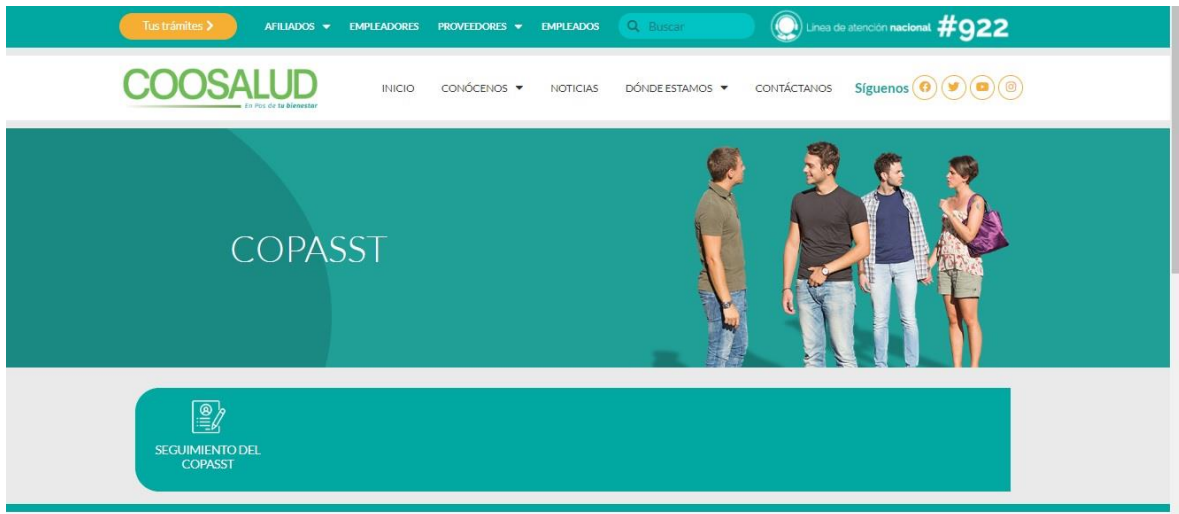 Tus trámites
AFILIADOS
EMPLEADORES
PROVEEDORES
EMPLEADOS
Buscar
Línea de atención nacional #922
COOSALUD
En Pos de tu bienestar
INICIO
CONÓCENOS
NOTICIAS
DÓNDE ESTAMOS
CONTÁCTANOS
Síguenos
COPASST
SEGUIMIENTO DEL
COPASST